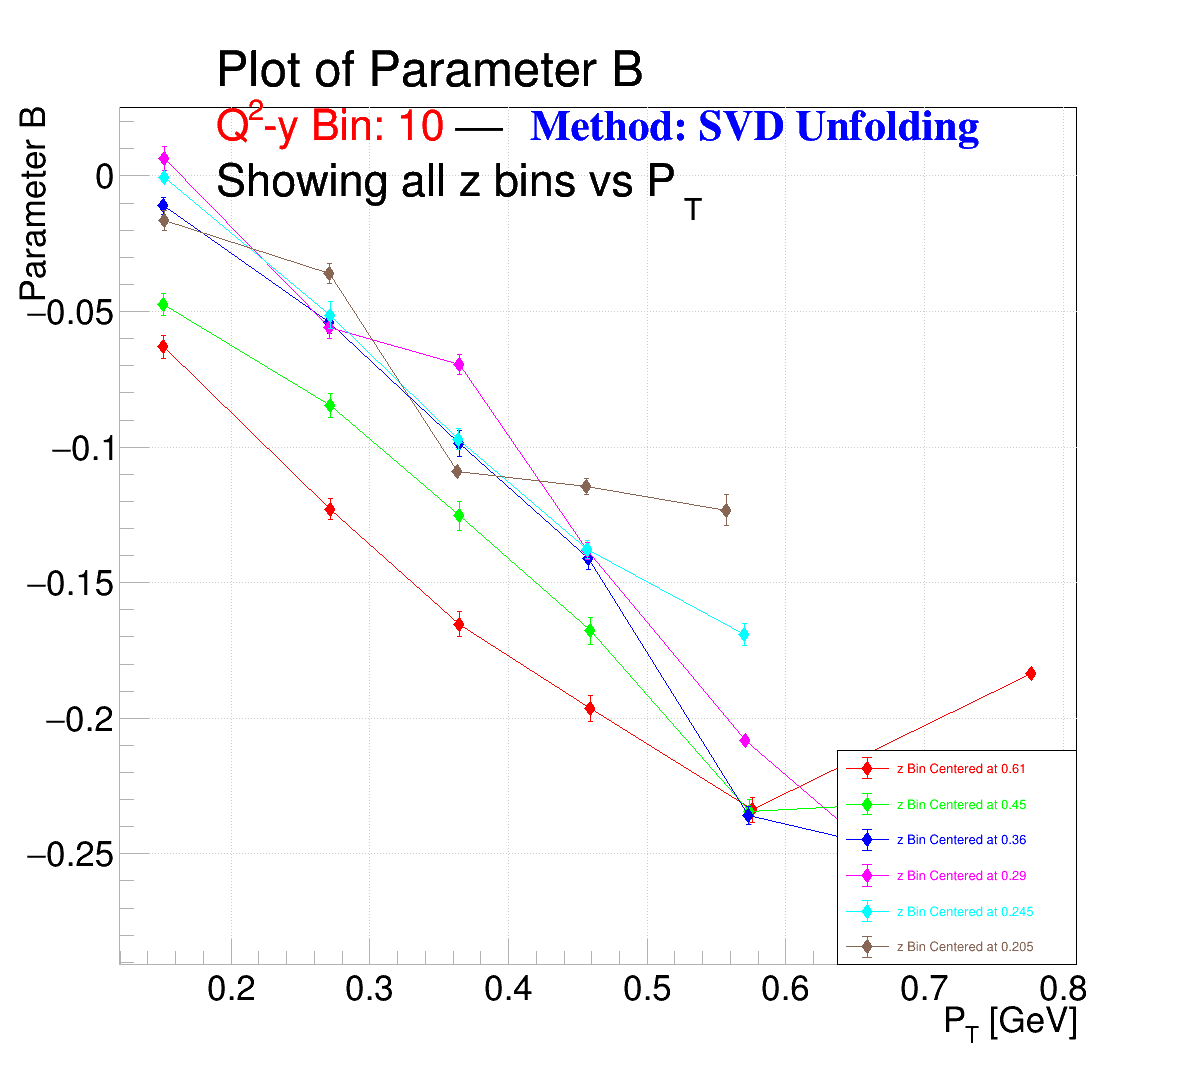 Plot of Parameter B
Q²-y Bin: 10 — Method: SVD Unfolding
Showing all z bins vs P_T
Parameter B
0
−0.05
−0.1
−0.15
−0.2
−0.25
z Bin Centered at 0.61
z Bin Centered at 0.45
z Bin Centered at 0.36
z Bin Centered at 0.29
z Bin Centered at 0.245
z Bin Centered at 0.205
0.2 0.3 0.4 0.5 0.6 0.7 0.8
P_T [GeV]